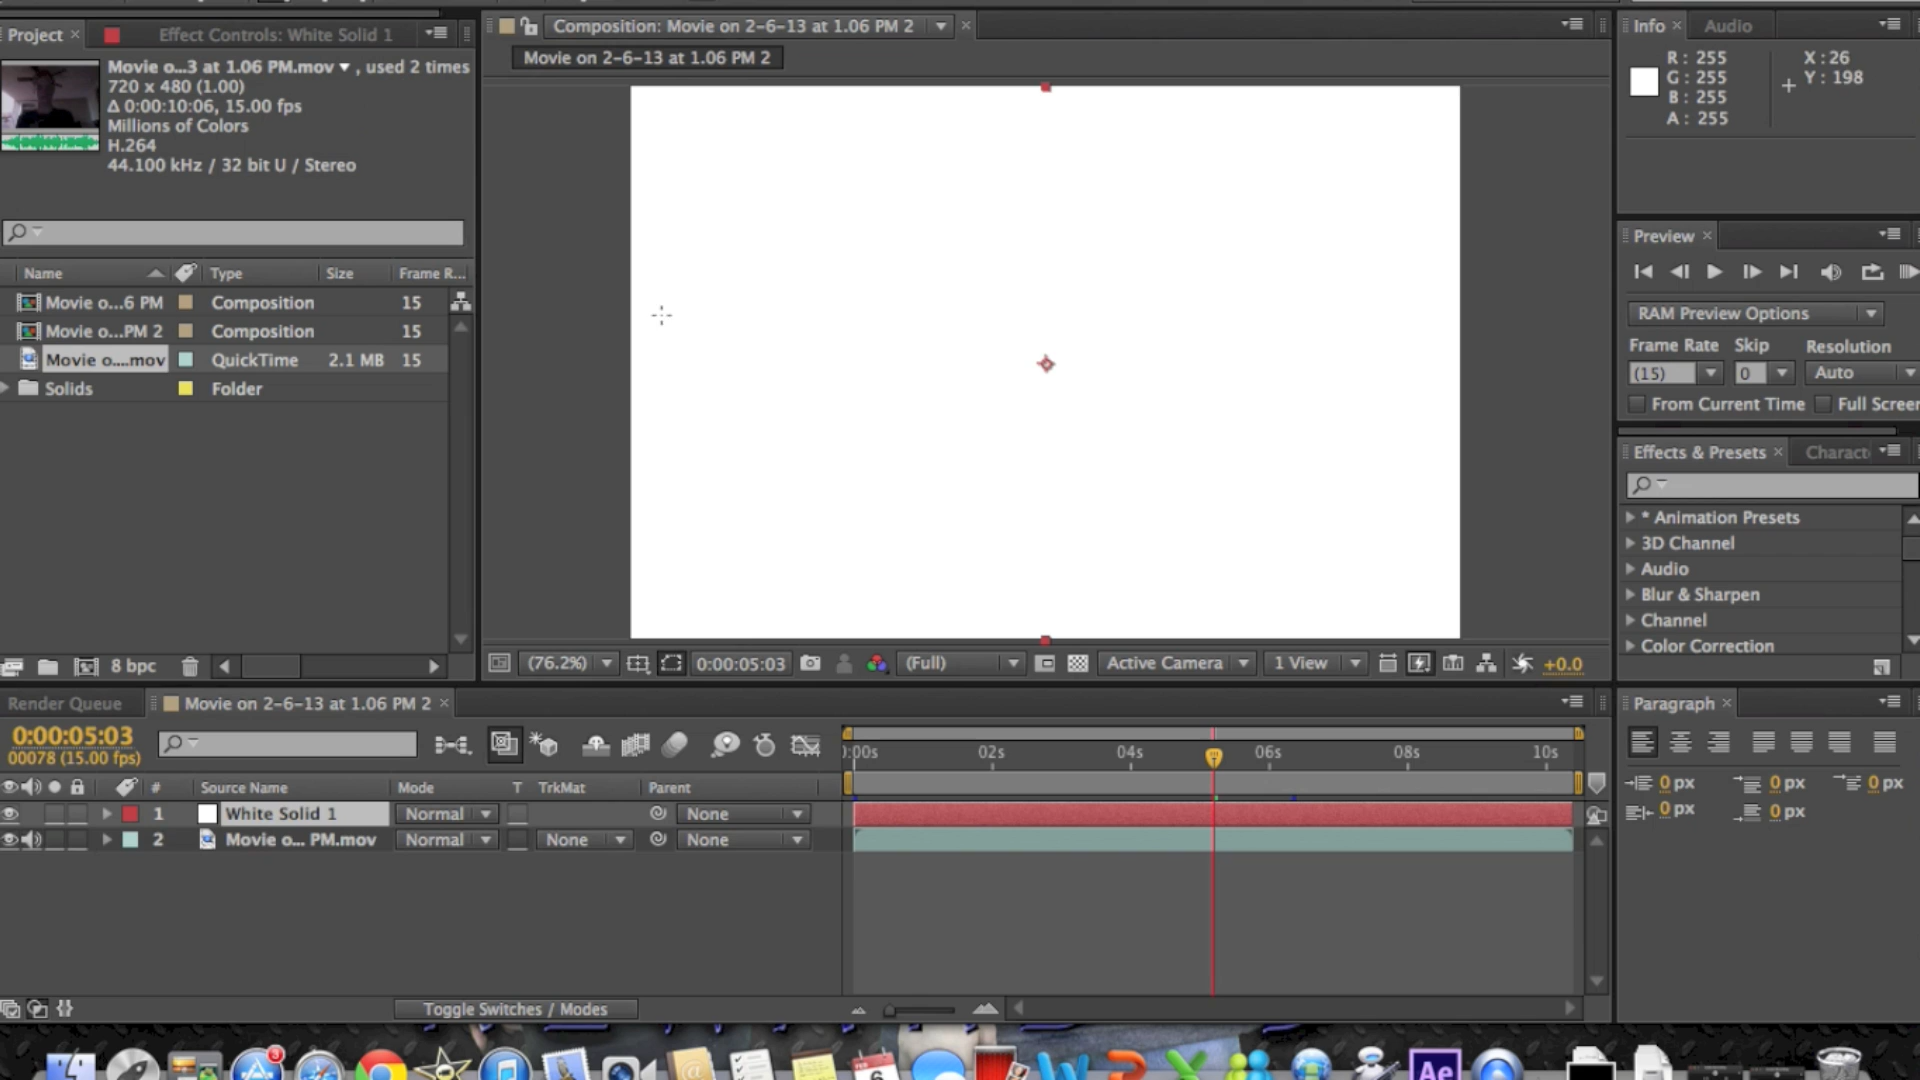 Project
Effect Controls: White Solid 1
Movie o...3 at 1.06 PM.mov ▾ , used 2 times
720 x 480 (1.00)
Δ 0:00:10:06, 15.00 fps
Millions of Colors
H.264
44.100 kHz / 32 bit U / Stereo
Name Type Size Frame R...
Movie o...6 PM Composition 15
Movie o...PM 2 Composition 15
Movie o....mov QuickTime 2.1 MB 15
Solids Folder
8 bpc
Composition: Movie on 2-6-13 at 1.06 PM 2
Movie on 2-6-13 at 1.06 PM 2
(76.2%) 0:00:05:03 (Full) Active Camera 1 View +0.0
Info Audio
R: 255 X: 26
G: 255 Y: 198
B: 255
A: 255
Preview
RAM Preview Options
Frame Rate Skip Resolution
(15) 0 Auto
From Current Time Full Screen
Effects & Presets Charact
* Animation Presets
3D Channel
Audio
Blur & Sharpen
Channel
Color Correction
Render Queue Movie on 2-6-13 at 1.06 PM 2
0:00:05:03
00078 (15.00 fps)
):00s 02s 04s 06s 08s 10s
# Source Name Mode T TrkMat Parent
1 White Solid 1 Normal None
2 Movie o... PM.mov Normal None None
Toggle Switches / Modes
Paragraph
0 px 0 px 0 px
0 px 0 px
3
6
Ae